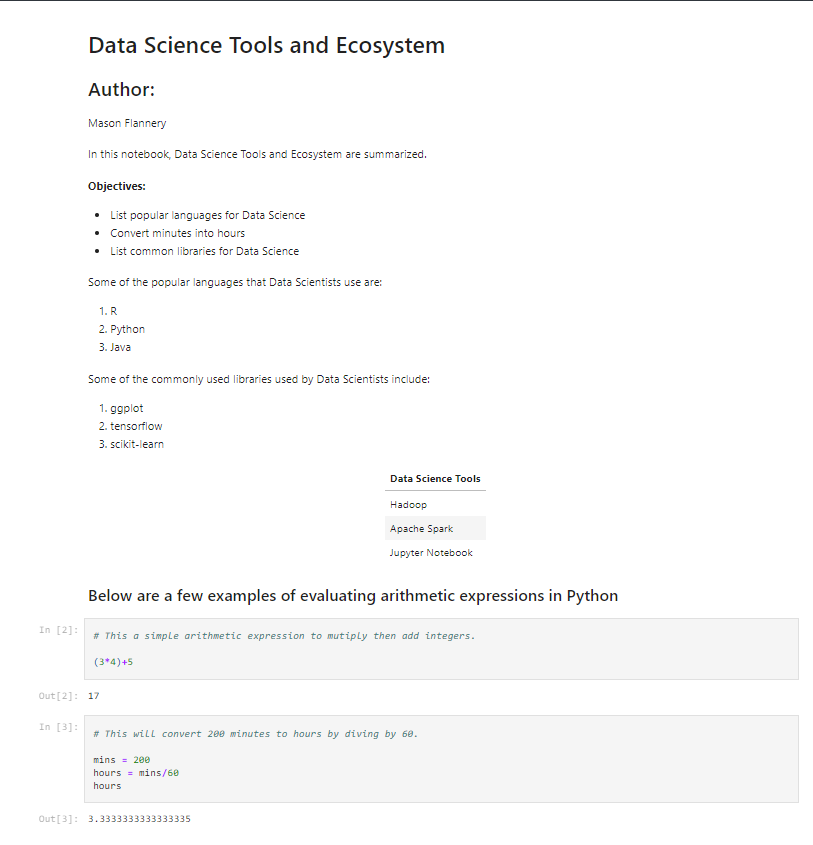 Data Science Tools and Ecosystem
Author:
Mason Flannery
In this notebook, Data Science Tools and Ecosystem are summarized.
Objectives:
• List popular languages for Data Science
• Convert minutes into hours
• List common libraries for Data Science
Some of the popular languages that Data Scientists use are:
1. R
2. Python
3. Java
Some of the commonly used libraries used by Data Scientists include:
1. ggplot
2. tensorflow
3. scikit-learn
Data Science Tools
Hadoop
Apache Spark
Jupyter Notebook
Below are a few examples of evaluating arithmetic expressions in Python
In [2]:
# This a simple arithmetic expression to mutiply then add integers.
(3*4)+5
Out[2]: 17
In [3]:
# This will convert 200 minutes to hours by diving by 60.
mins = 200
hours = mins/60
hours
Out[3]: 3.3333333333333335